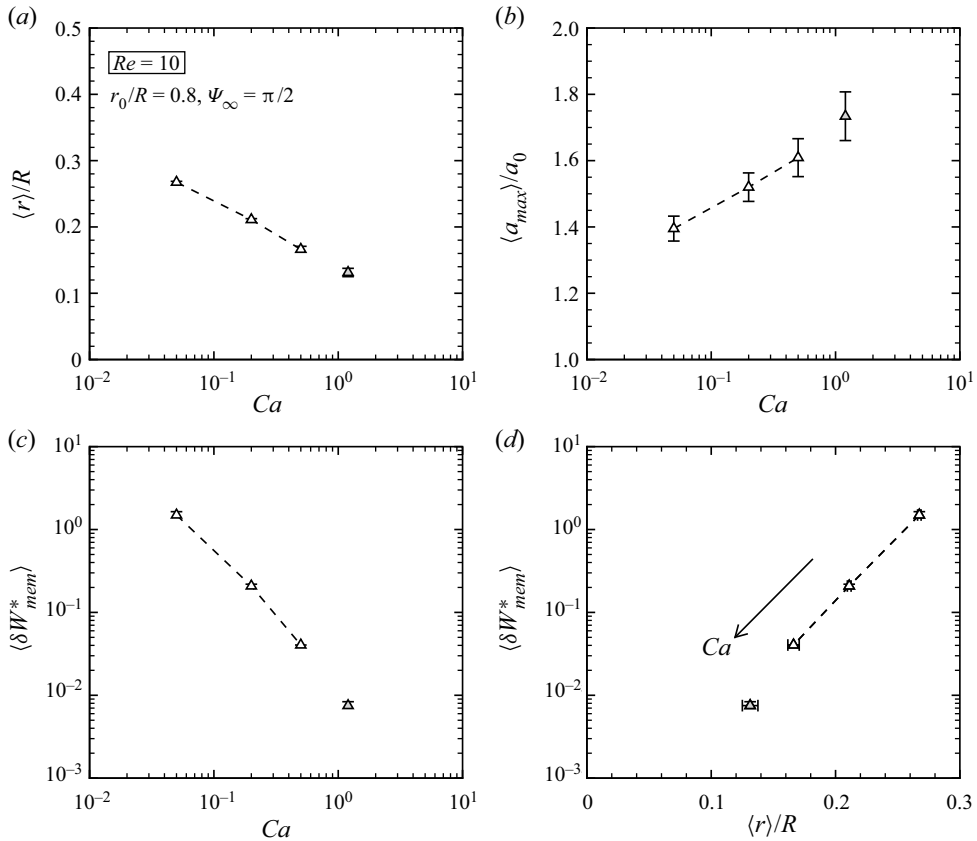 (a)
0.5
0.4
0.3
0.2
0.1
0
⟨r⟩/R
Re = 10
r₀/R = 0.8, Ψ∞ = π/2
10⁻² 10⁻¹ 10⁰ 10¹
Ca
(b)
2.0
1.8
1.6
1.4
1.2
1.0
⟨a_max⟩/a₀
10⁻² 10⁻¹ 10⁰ 10¹
Ca
(c)
10¹
10⁰
10⁻¹
10⁻²
10⁻³
⟨δW*_mem⟩
10⁻² 10⁻¹ 10⁰ 10¹
Ca
(d)
10¹
10⁰
10⁻¹
10⁻²
10⁻³
⟨δW*_mem⟩
Ca
0 0.1 0.2 0.3
⟨r⟩/R